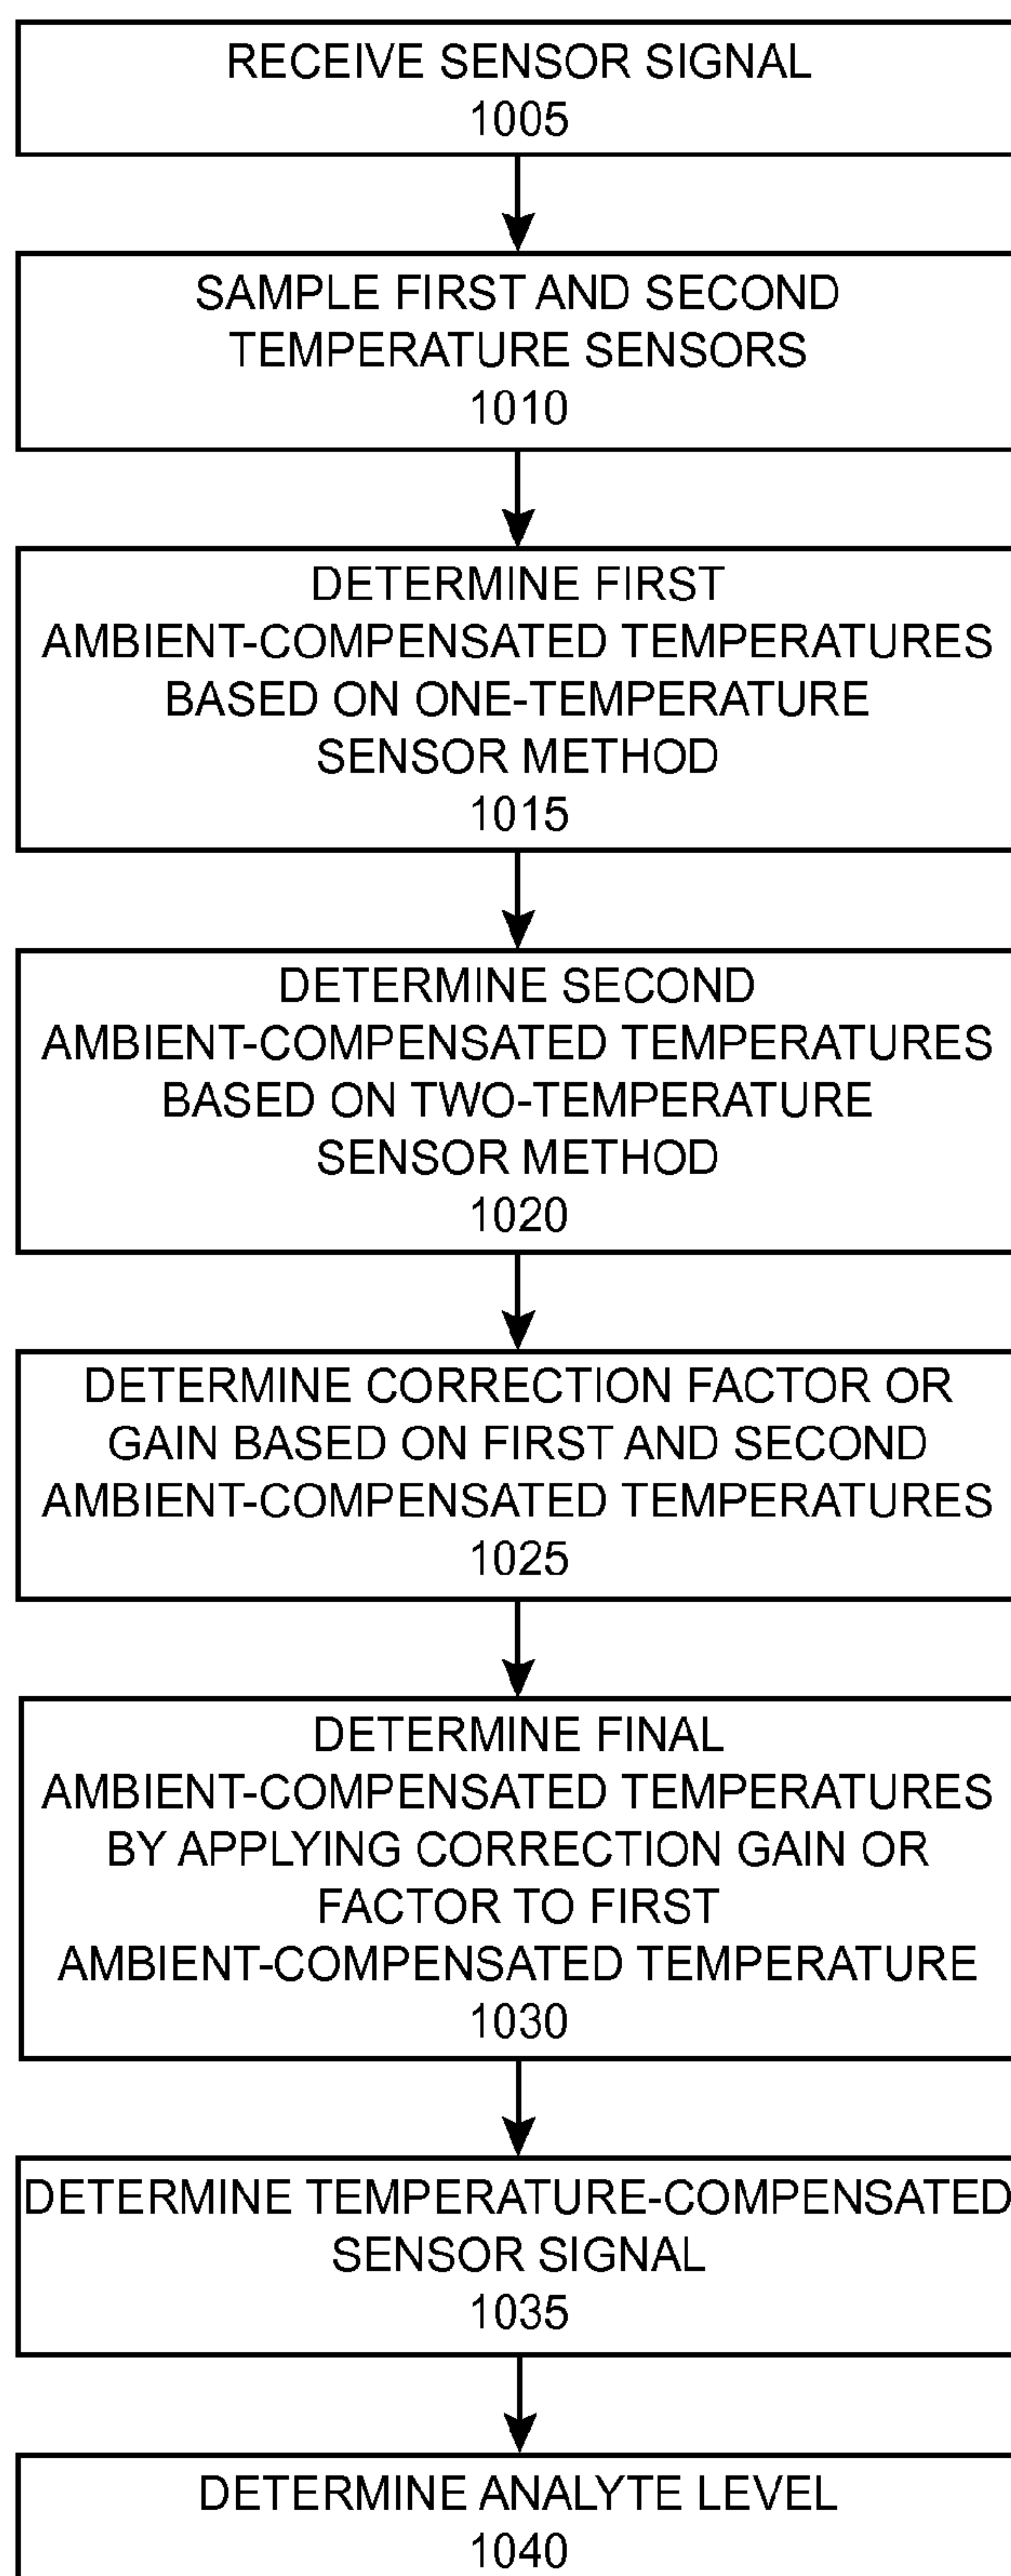 RECEIVE SENSOR SIGNAL
1005
SAMPLE FIRST AND SECOND
TEMPERATURE SENSORS
1010
DETERMINE FIRST
AMBIENT-COMPENSATED TEMPERATURES
BASED ON ONE-TEMPERATURE
SENSOR METHOD
1015
DETERMINE SECOND
AMBIENT-COMPENSATED TEMPERATURES
BASED ON TWO-TEMPERATURE
SENSOR METHOD
1020
DETERMINE CORRECTION FACTOR OR
GAIN BASED ON FIRST AND SECOND
AMBIENT-COMPENSATED TEMPERATURES
1025
DETERMINE FINAL
AMBIENT-COMPENSATED TEMPERATURES
BY APPLYING CORRECTION GAIN OR
FACTOR TO FIRST
AMBIENT-COMPENSATED TEMPERATURE
1030
DETERMINE TEMPERATURE-COMPENSATED
SENSOR SIGNAL
1035
DETERMINE ANALYTE LEVEL
1040